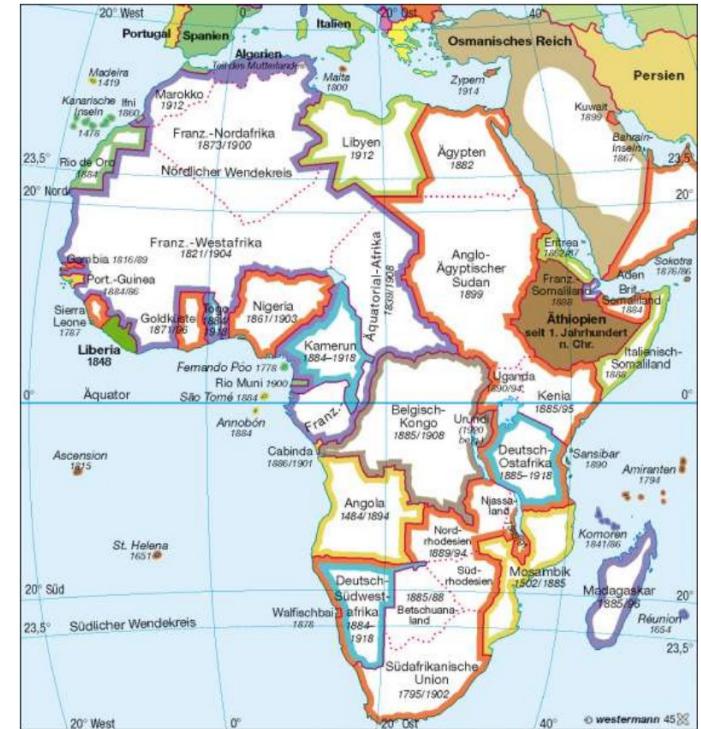 20° West
0°
20° Ost
40°
Portugal
Spanien
Italien
Osmanisches Reich
Persien
Algerien
Teil des Mutterlandes
Madeira
1419
Malta
1800
Zypern
1914
Kanarische
Inseln
1478
Ifni
1860
Marokko
1912
Kuwait
1899
Bahrain-
Inseln
1867
Franz.-Nordafrika
1873/1900
Libyen
1912
Ägypten
1882
23,5°
23,5°
Rio de Oro
1884
Nördlicher Wendekreis
20° Nord
20°
Franz.-Westafrika
1821/1904
Äquatorial-Afrika
1839/1908
Anglo-
Ägyptischer
Sudan
1899
Eritrea
Sokotra
1876/86
Gambia 1816/89
Port.-Guinea
1884/86
Franz.
Somaliland
1888
Aden
Brit.-
Somaliland
1884
Sierra
Leone
1787
Goldküste
1871/96
Togo
1884/
1918
Nigeria
1861/1903
Äthiopien
seit 1. Jahrhundert
n. Chr.
Liberia
1848
Kamerun
1884–1918
Italienisch-
Somaliland
1888
Fernando Póo 1778
Rio Muni 1900
São Tomé 1884
Uganda
1890/94
Kenia
1885/95
0°
Äquator
0°
Annobón
1884
Franz.-
Belgisch-
Kongo
1885/1908
Urundi
Cabinda
1886/1901
Deutsch-
Ostafrika
1885–1918
Sansibar
1890
Ascension
1815
Amiranten
1794
Angola
1484/1894
Njassa-
land
Nord-
rhodesien
1889/94
Komoren
1841/86
St. Helena
1651
Süd-
rhodesien
Mosambik
1502/1885
20° Süd
Deutsch-
Südwest-
afrika
1884–
1918
1885/88
Betschuana-
land
Madagaskar
1885/96
20°
Walfischbai
1878
Réunion
1654
23,5°
Südlicher Wendekreis
23,5°
Südafrikanische
Union
1795/1902
20° West
0°
20° Ost
40°
© westermann 45